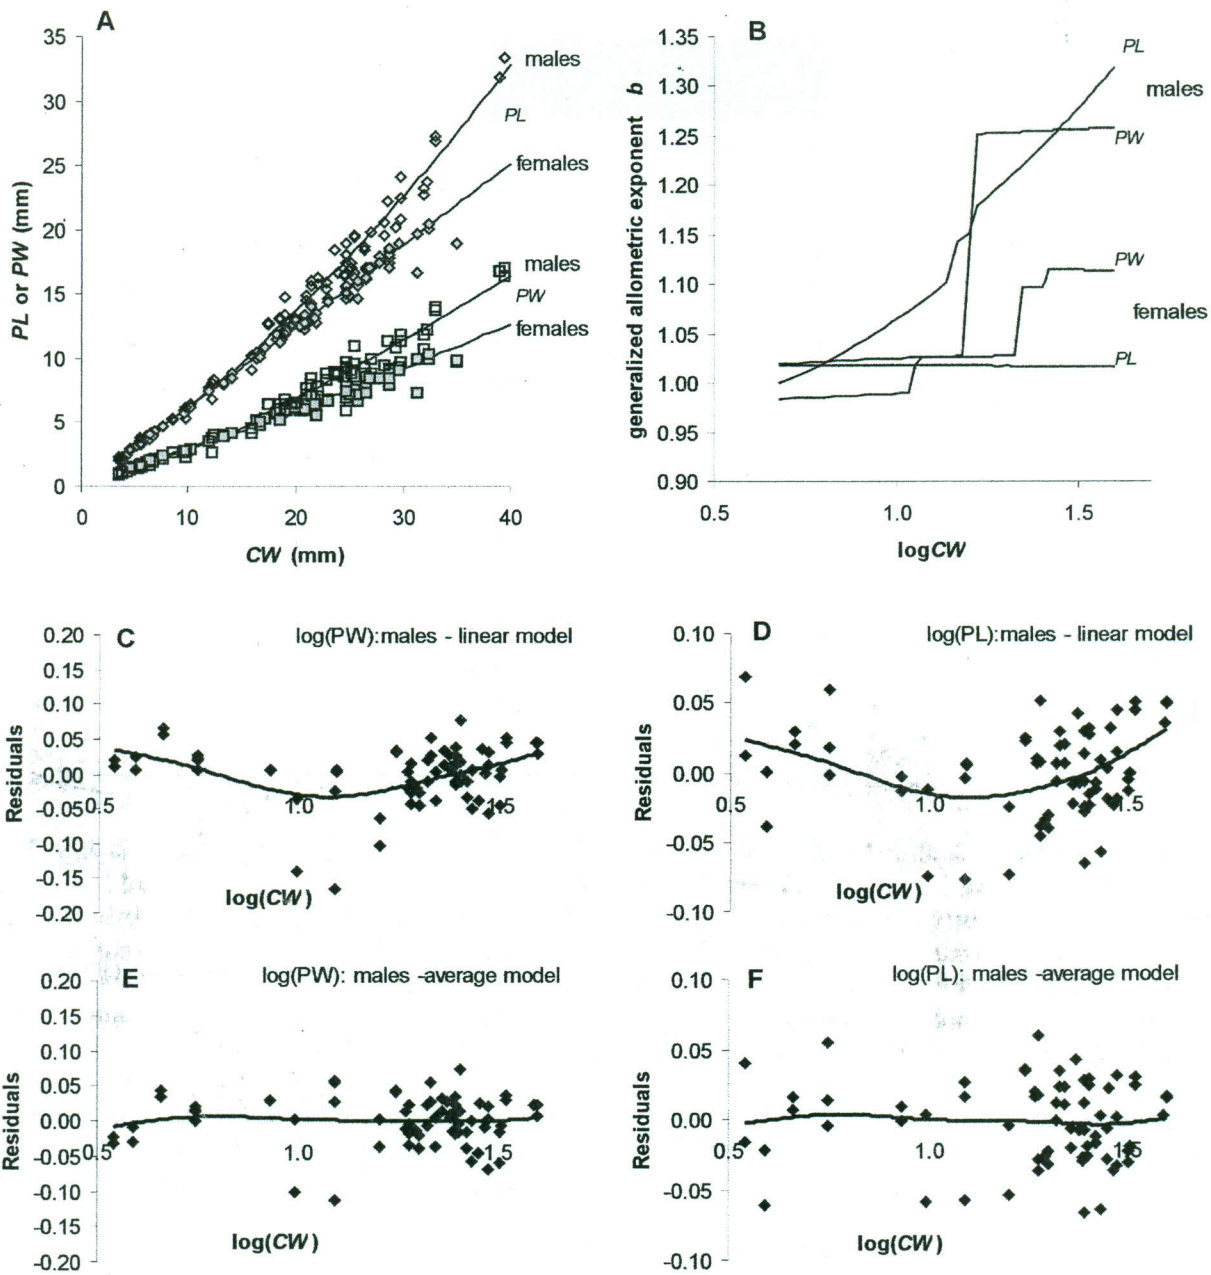 A
35
30
25
20
15
10
5
0
0 10 20 30 40
PL or PW (mm)
CW (mm)
males
PL
females
males
PW
females
B
1.35
1.30
1.25
1.20
1.15
1.10
1.05
1.00
0.95
0.90
0.5 1.0 1.5
generalized allometric exponent b
logCW
PL
males
PW
PW
females
PL
C
log(PW):males - linear model
0.20
0.15
0.10
0.05
0.00
-0.05
-0.10
-0.15
-0.20
0.5 1.0 1.5
Residuals
log(CW)
D
log(PL):males - linear model
0.10
0.05
0.00
-0.05
-0.10
0.5 1.0 1.5
Residuals
log(CW)
E
log(PW): males -average model
0.20
0.15
0.10
0.05
0.00
-0.05
-0.10
-0.15
-0.20
0.5 1.0 1.5
Residuals
log(CW)
F
log(PL): males -average model
0.10
0.05
0.00
-0.05
-0.10
0.5 1.0 1.5
Residuals
log(CW)